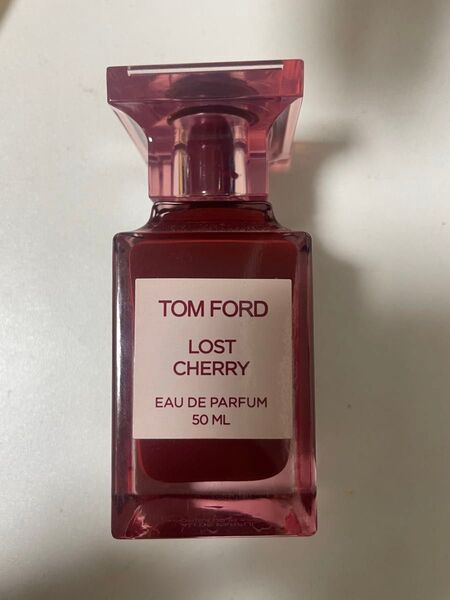 TOM FORD
LOST
CHERRY
EAU DE PARFUM
50 ML